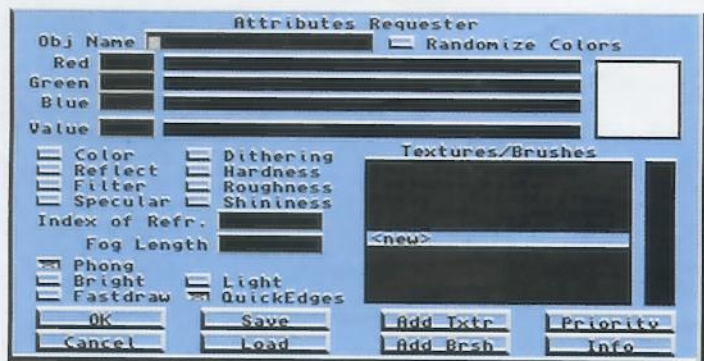 Attributes Requester
Obj Name Randomize Colors
Red
Green
Blue
Value
Color Dithering
Reflect Hardness
Filter Roughness
Specular Shininess
Textures/Brushes
Index of Refr.
Fog Length
<new>
Phong
Bright Light
Fastdraw QuickEdges
OK Save Add Txtr Priority
Cancel Load Add Brsh Info